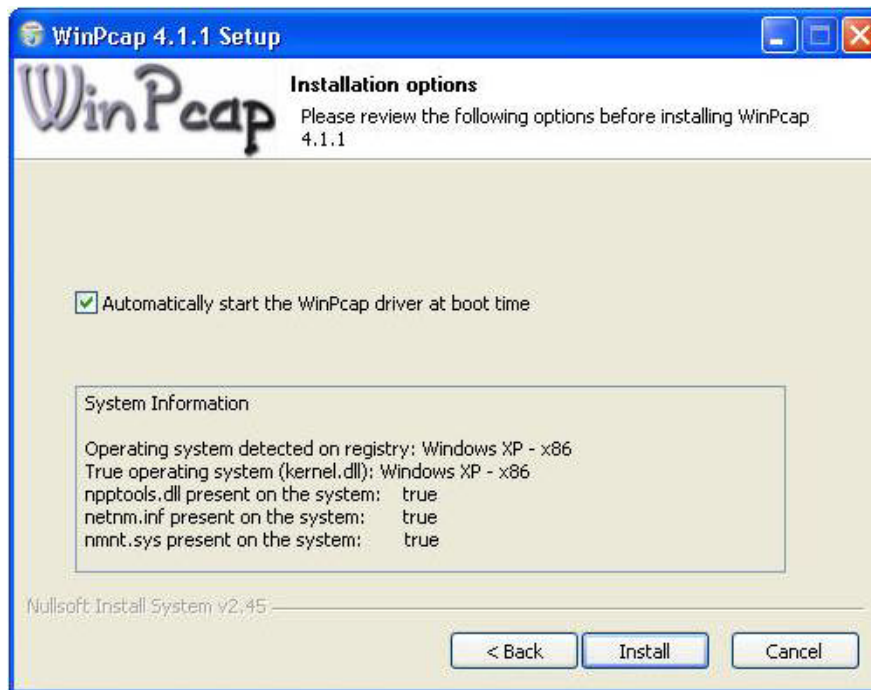 WinPcap 4.1.1 Setup
WinPcap
Installation options
Please review the following options before installing WinPcap
4.1.1
Automatically start the WinPcap driver at boot time
System Information
Operating system detected on registry: Windows XP - x86
True operating system (kernel.dll): Windows XP - x86
npptools.dll present on the system: true
netnm.inf present on the system: true
nmnt.sys present on the system: true
Nullsoft Install System v2.45
< Back Install Cancel